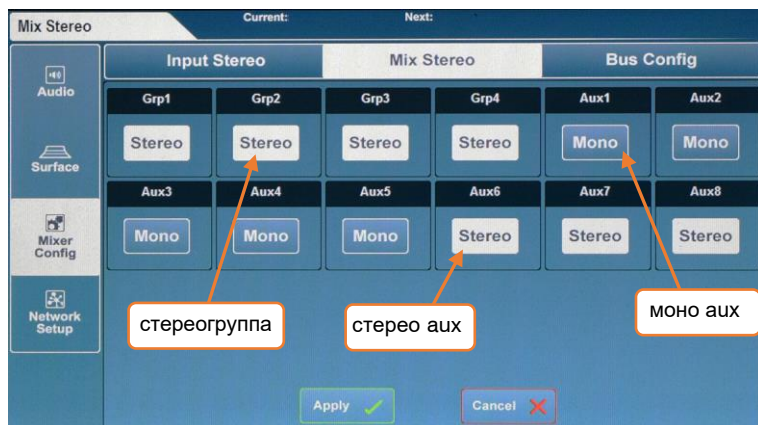 Mix Stereo
Current: Next:
Input Stereo Mix Stereo Bus Config
Audio
Surface
Mixer
Config
Network
Setup
Grp1 Grp2 Grp3 Grp4 Aux1 Aux2
Stereo Stereo Stereo Stereo Mono Mono
Aux3 Aux4 Aux5 Aux6 Aux7 Aux8
Mono Mono Mono Stereo Stereo Stereo
стереогруппа
стерео aux
моно aux
Apply Cancel